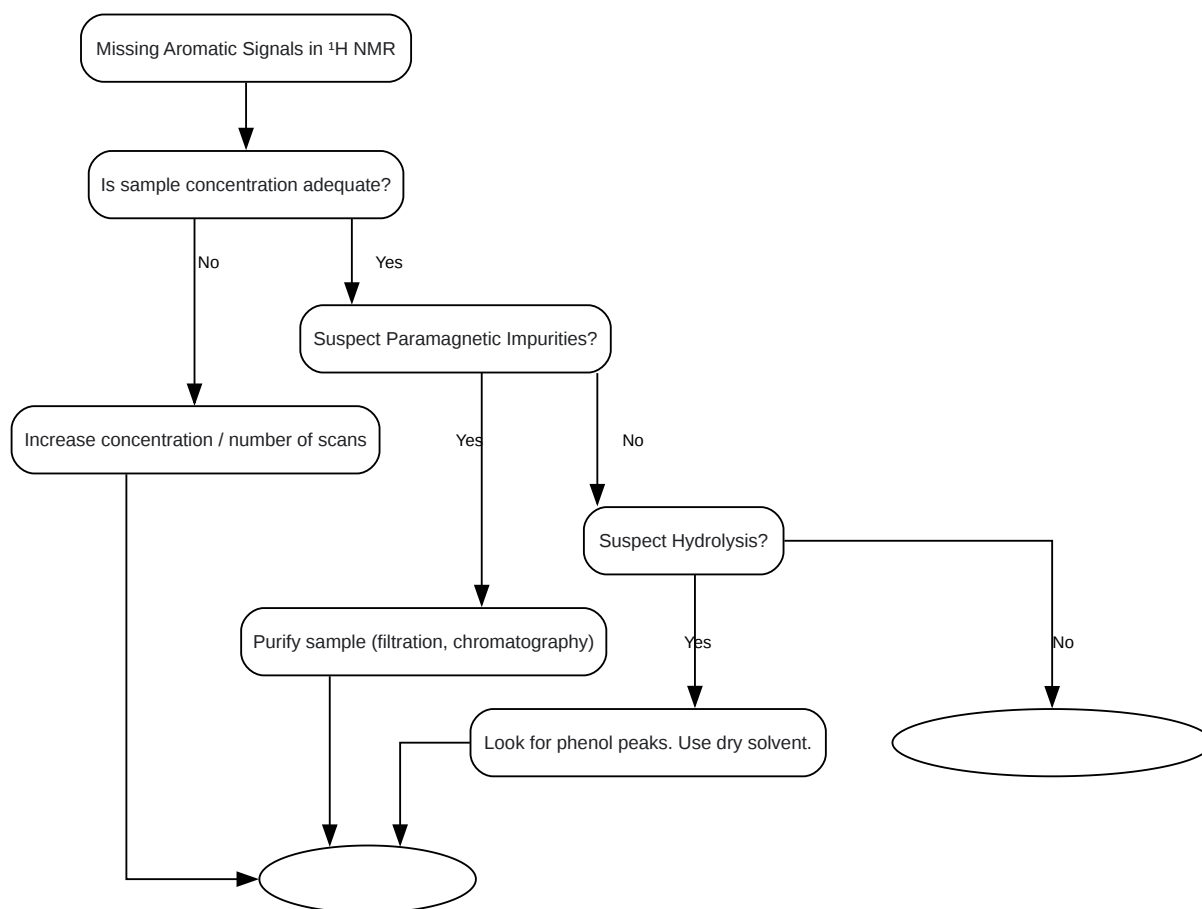 Missing Aromatic Signals in ¹H NMR
Is sample concentration adequate?
No
Yes
Suspect Paramagnetic Impurities?
Increase concentration / number of scans
Yes
No
Suspect Hydrolysis?
Purify sample (filtration, chromatography)
Yes
No
Look for phenol peaks. Use dry solvent.